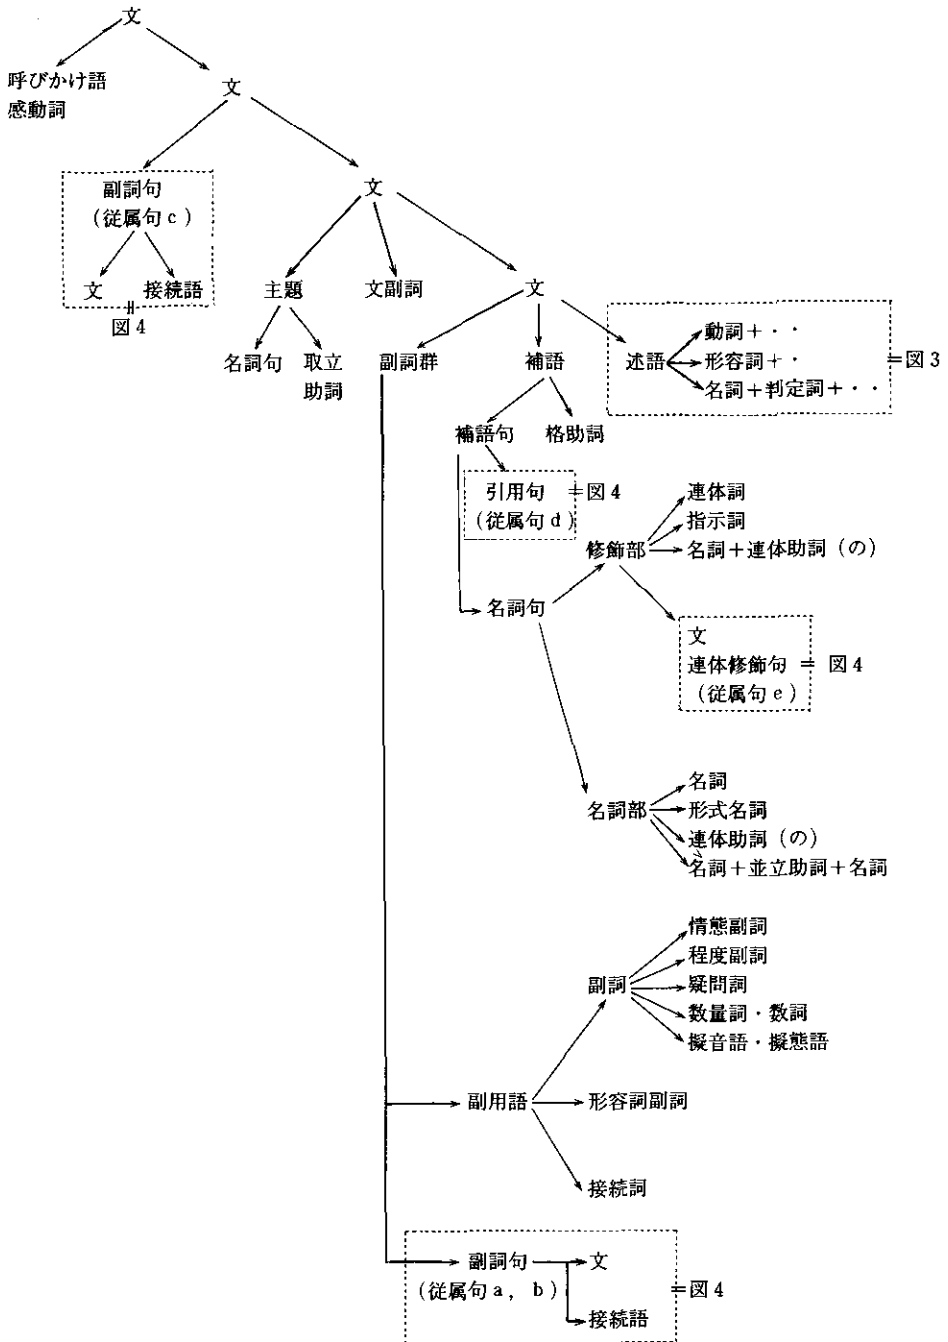 文
呼びかけ語
感動詞
文
副詞句
(従属句c)
文
接続語
図4
文
主題
文副詞
文
名詞句
取立
助詞
副詞群
補語
述語
動詞+・・
形容詞+・
名詞+判定詞+・・
=図3
補語句
格助詞
引用句
(従属句d)
=図4
修飾部
連体詞
指示詞
名詞+連体助詞(の)
名詞句
文
連体修飾句
(従属句e)
= 図4
名詞部
名詞
形式名詞
連体助詞(の)
名詞+並立助詞+名詞
副詞
情態副詞
程度副詞
疑問詞
数量詞・数詞
擬音語・擬態語
副用語
形容詞副詞
接続詞
副詞句
(従属句a, b)
文
接続語
=図4